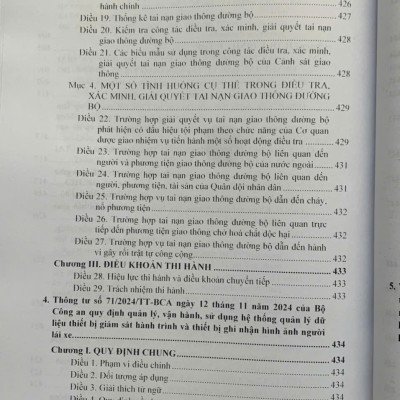 hành chính ........ 426
Điều 19. Thống kê tai nạn giao thông đường bộ ........ 427
Điều 20. Kiểm tra công tác điều tra, xác minh, giải quyết tai nạn
giao thông đường bộ ........ 428
Điều 21. Các biểu mẫu sử dụng trong công tác điều tra, xác minh,
giải quyết tai nạn giao thông đường bộ của Cảnh sát giao
thông ........ 428
Mục 4. MỘT SỐ TÌNH HUỐNG CỤ THỂ TRONG ĐIỀU TRA,
XÁC MINH, GIẢI QUYẾT TAI NẠN GIAO THÔNG ĐƯỜNG
BỘ ........ 429
Điều 22. Trường hợp giải quyết vụ tai nạn giao thông đường bộ
phát hiện có dấu hiệu tội phạm theo chức năng của Cơ quan
được giao nhiệm vụ tiến hành một số hoạt động điều tra ........ 429
Điều 23. Trường hợp tai nạn giao thông đường bộ liên quan đến
người và phương tiện giao thông đường bộ của nước ngoài ........ 431
Điều 24. Trường hợp tai nạn giao thông đường bộ liên quan đến
người, phương tiện, tài sản của Quân đội nhân dân ........ 431
Điều 25. Trường hợp vụ tai nạn giao thông đường bộ dẫn đến cháy,
nổ phương tiện ........ 432
Điều 26. Trường hợp tai nạn giao thông đường bộ liên quan trực
tiếp đến phương tiện giao thông chở hoá chất độc hại ........ 432
Điều 27. Trường hợp vụ tai nạn giao thông đường bộ dẫn đến hành
vi gây rối trật tự công cộng ........ 432
Chương III. ĐIỀU KHOẢN THI HÀNH ........ 433
Điều 28. Hiệu lực thi hành và điều khoản chuyển tiếp ........ 433
Điều 29. Trách nhiệm thi hành ........ 433
4. Thông tư số 71/2024/TT-BCA ngày 12 tháng 11 năm 2024 của Bộ
Công an quy định quản lý, vận hành, sử dụng hệ thống quản lý dữ
liệu thiết bị giám sát hành trình và thiết bị ghi nhận hình ảnh người
lái xe ........ 434
Chương I. QUY ĐỊNH CHUNG ........ 434
Điều 1. Phạm vi điều chỉnh ........ 434
Điều 2. Đối tượng áp dụng ........ 434
Điều 3. Giải thích từ ngữ ........ 434
5.